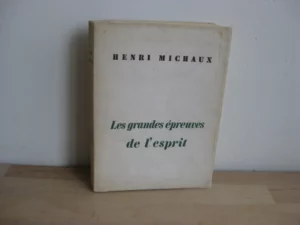 HENRI MICHAUX
Les grandes épreuves
de l'esprit